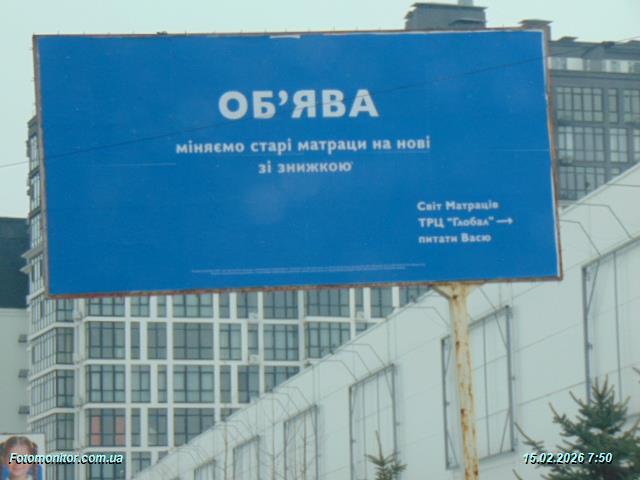 ОБ’ЯВА
міняємо старі матраци на нові
зі знижкою
Світ Матраців
ТРЦ "Глобал" →
питати Васю
Fotomonitor.com.ua
15.02.2026 7:50